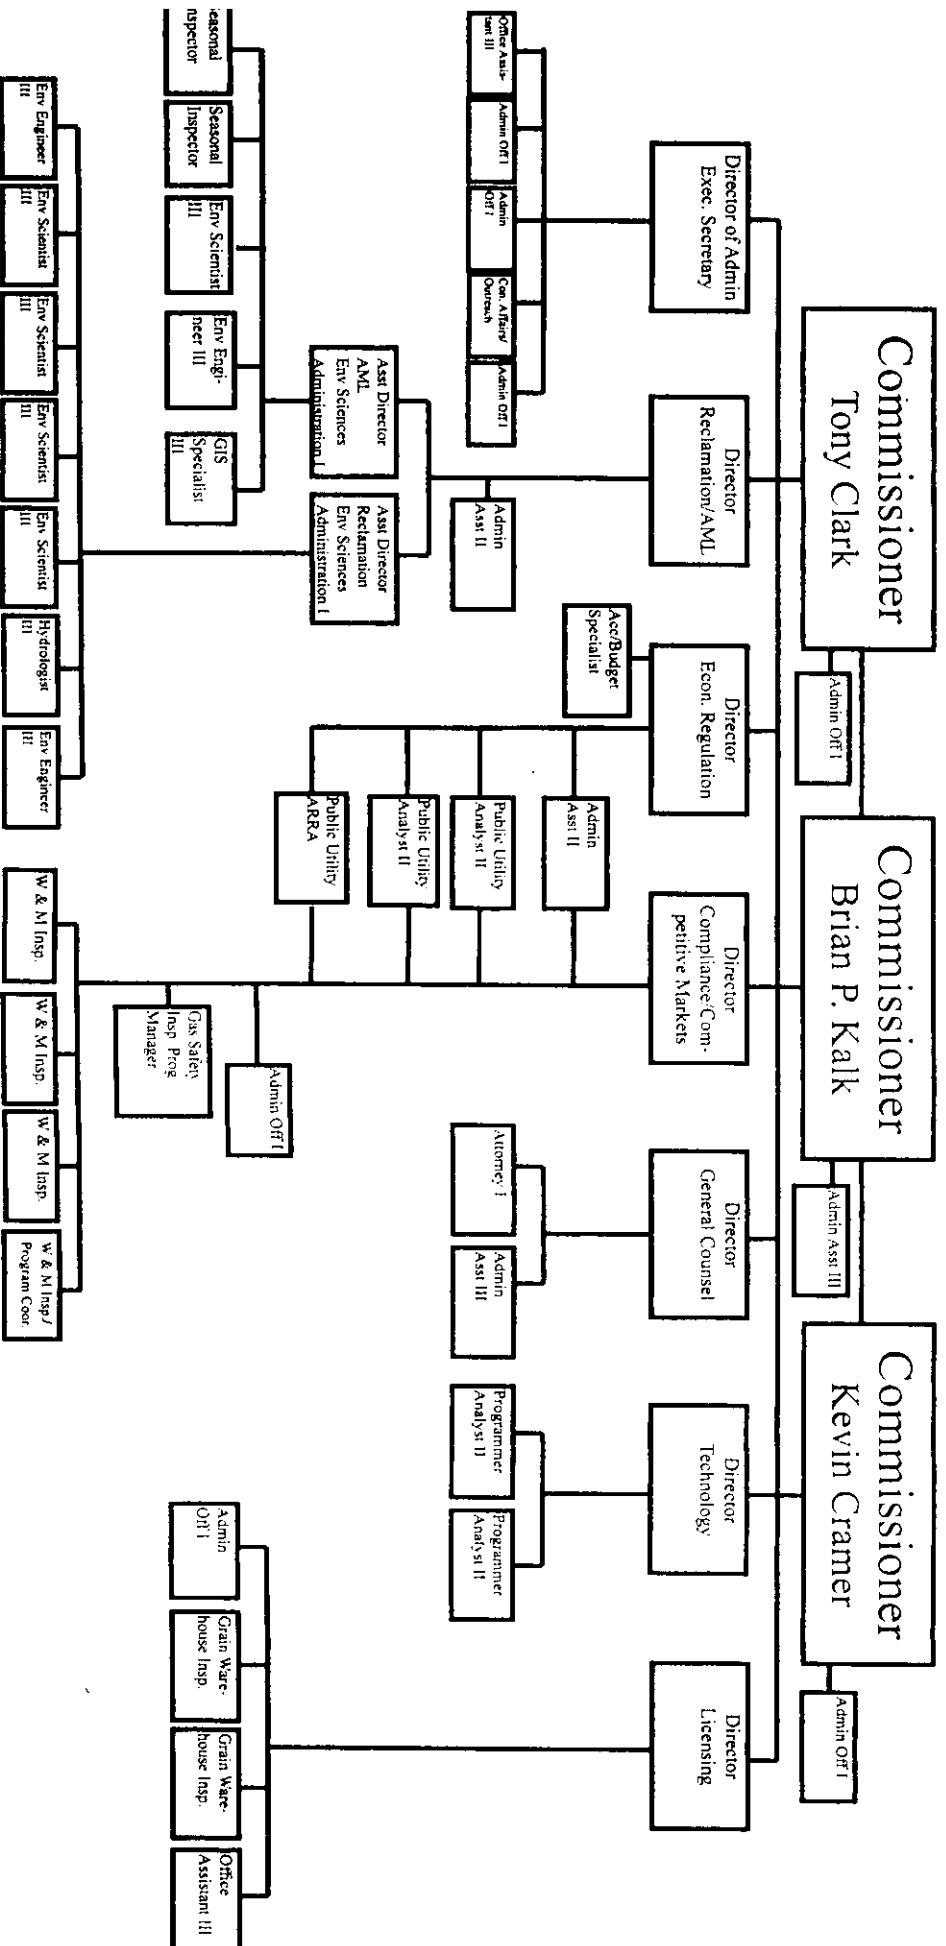 Commissioner
Tony Clark
Admin Off I
Commissioner
Brian P. Kalk
Admin Asst III
Commissioner
Kevin Cramer
Admin Off I
Director of Admin
Exec. Secretary
Director
Reclamation/AML
Director
Econ. Regulation
Director
Compliance/Com-
petitive Markets
Director
General Counsel
Director
Technology
Director
Licensing
Office Assis-
tant III
Admin Off I
Admin
Off I
Con. Affairs/
Outreach
Admin Off I
Admin
Asst II
Acc/Budget
Specialist
Admin
Asst II
Public Utility
Analyst II
Public Utility
Analyst II
Public Utility
ARRA
Attorney I
Admin
Asst III
Programmer
Analyst II
Programmer
Analyst II
Asst Director
AML
Env Sciences
Administration I
Asst Director
Reclamation
Env Sciences
Administration I
Seasonal
Inspector
Env Scientist
III
Env Engi-
neer III
GIS
Specialist
III
Admin Off I
Gas Safety
Insp Prog
Manager
Admin
Off I
Grain Ware-
house Insp.
Grain Ware-
house Insp.
Office
Assistant III
Env Engineer
III
Env Scientist
III
Env Scientist
III
Env Scientist
III
Env Scientist
III
Hydrologist
III
Env Engineer
III
W & M Insp.
W & M Insp.
W & M Insp.
W & M Insp./
Program Coor.